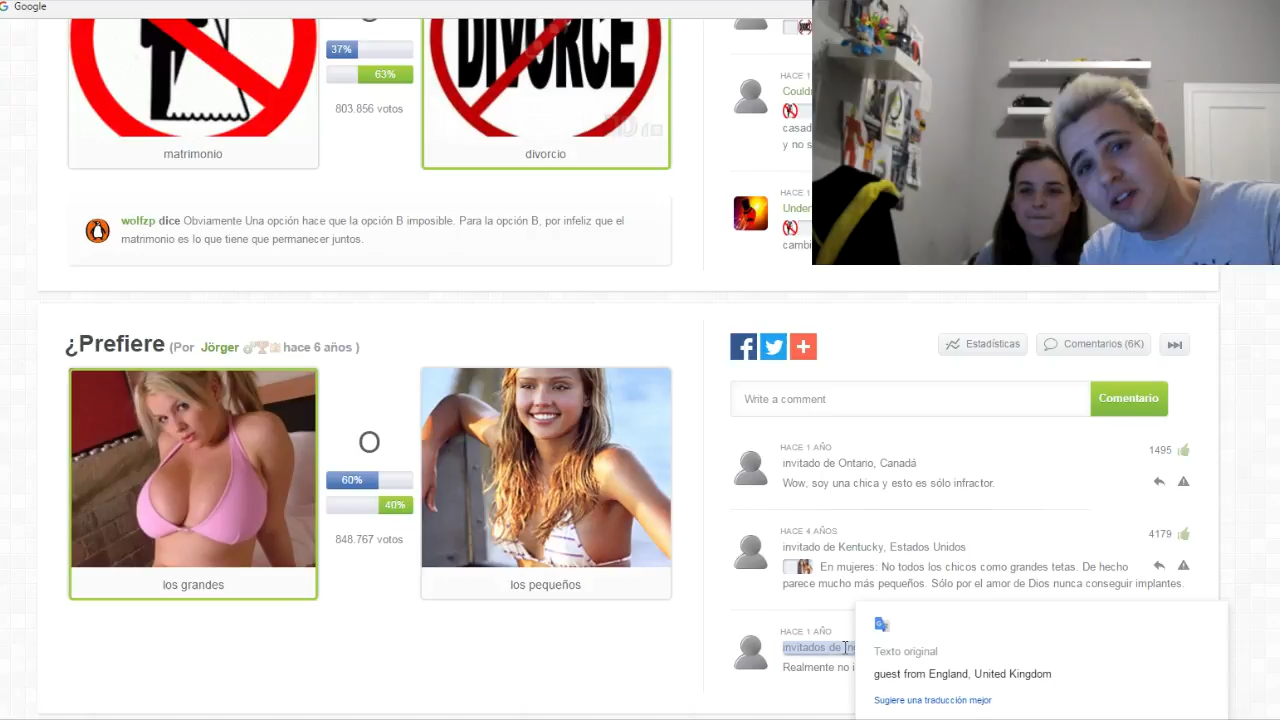 Google
37%
63%
803.856 votos
DIVORCE
matrimonio
divorcio
wolfzp dice Obviamente Una opción hace que la opción B imposible. Para la opción B, por infeliz que el
matrimonio es lo que tiene que permanecer juntos.
HACE 1
Could
casad
y no s
HACE 1
Under
cambi
¿Prefiere (Por Jörger hace 6 años )
O
60%
40%
848.767 votos
los grandes
los pequeños
Estadísticas
Comentarios (6K)
Write a comment
Comentario
HACE 1 AÑO
invitado de Ontario, Canadá
1495
Wow, soy una chica y esto es sólo infractor.
HACE 4 AÑOS
invitado de Kentucky, Estados Unidos
4179
En mujeres: No todos los chicos como grandes tetas. De hecho
parece mucho más pequeños. Sólo por el amor de Dios nunca conseguir implantes.
HACE 1 AÑO
invitados de
Realmente no i
Texto original
guest from England, United Kingdom
Sugiere una traducción mejor